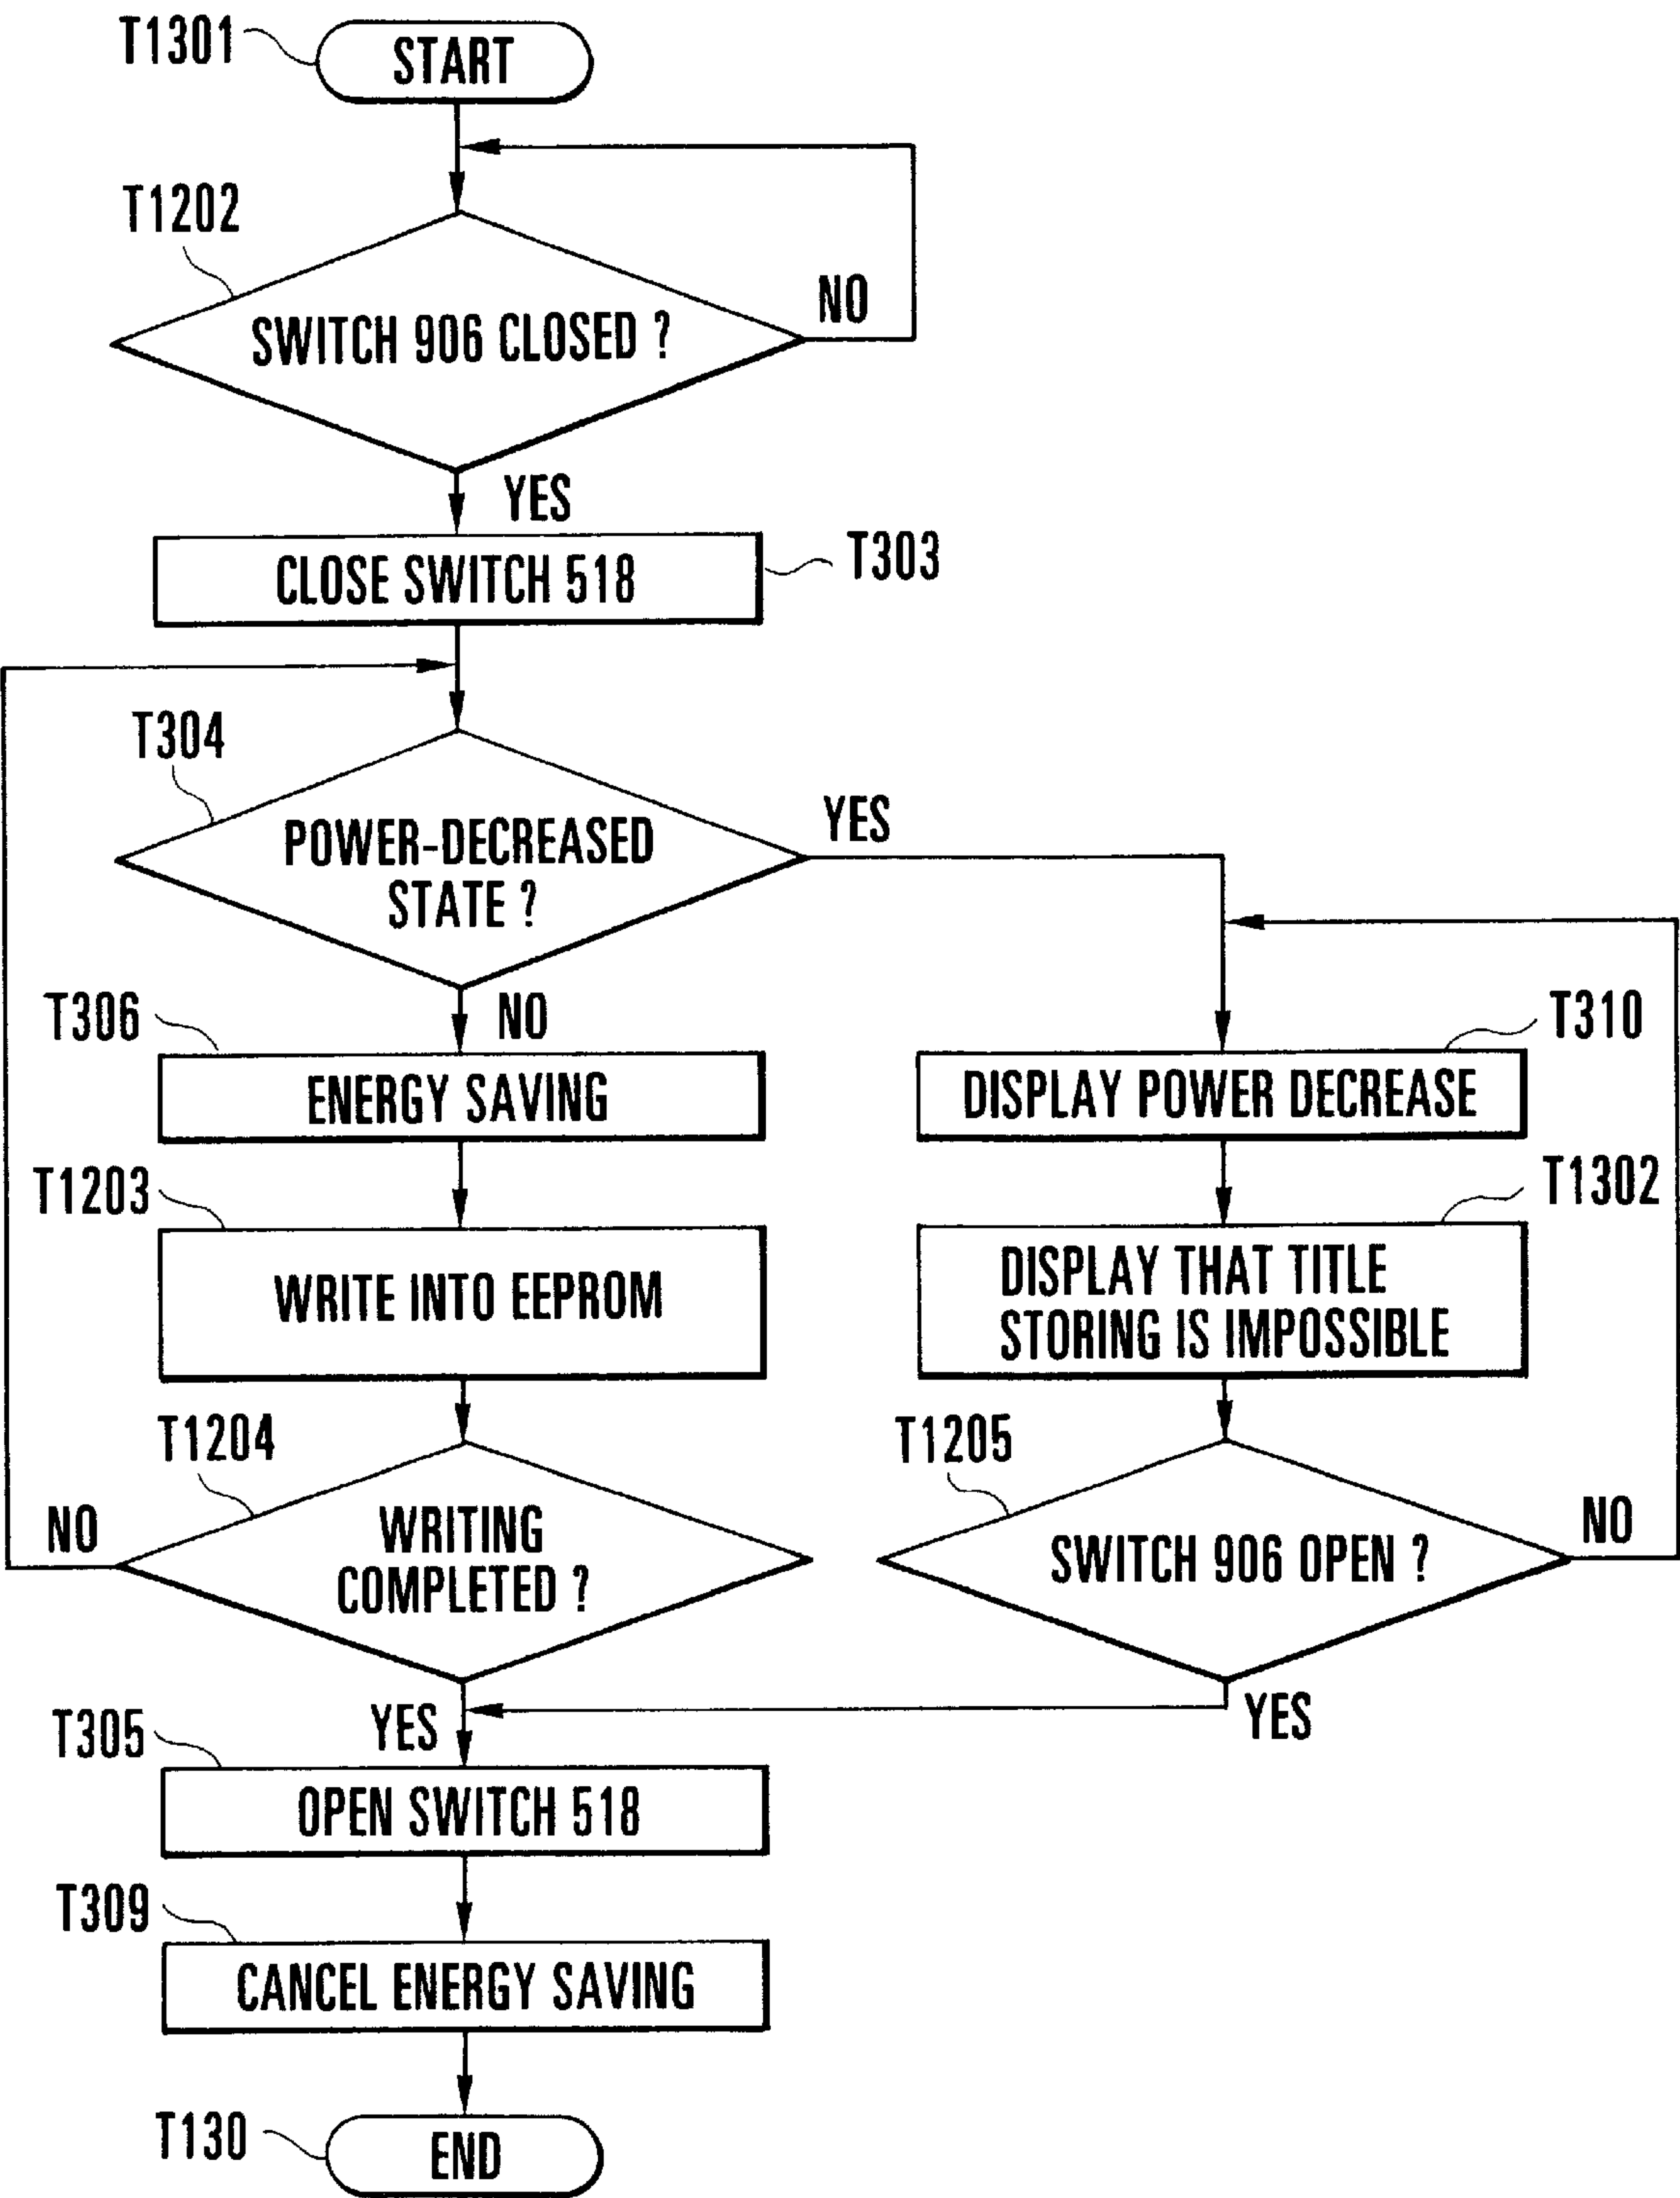 T1301
START
T1202
SWITCH 906 CLOSED ?
NO
YES
CLOSE SWITCH 518
T303
T304
POWER-DECREASED
STATE ?
YES
NO
T306
ENERGY SAVING
T310
DISPLAY POWER DECREASE
T1203
WRITE INTO EEPROM
T1302
DISPLAY THAT TITLE
STORING IS IMPOSSIBLE
T1204
WRITING
COMPLETED ?
NO
YES
T1205
SWITCH 906 OPEN ?
NO
YES
T305
OPEN SWITCH 518
T309
CANCEL ENERGY SAVING
T130
END